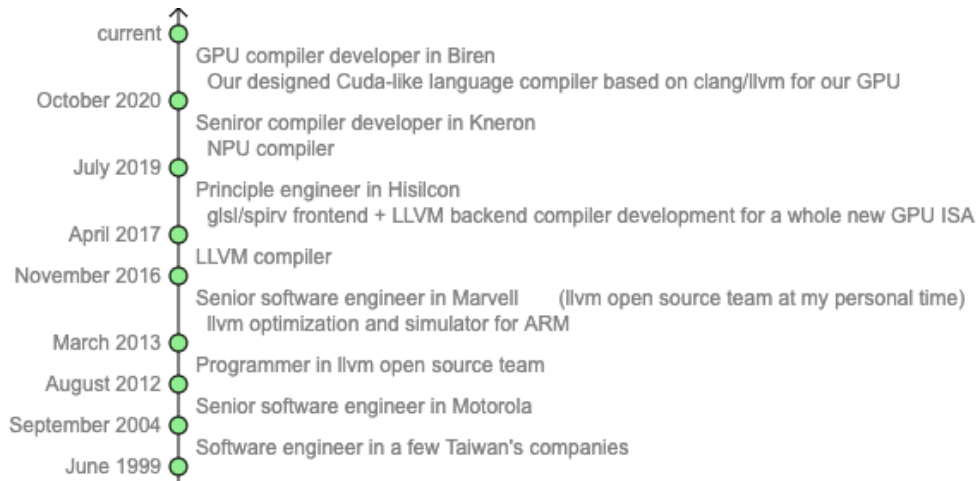 current
GPU compiler developer in Biren
Our designed Cuda-like language compiler based on clang/llvm for our GPU
October 2020
Seniror compiler developer in Kneron
NPU compiler
July 2019
Principle engineer in Hisilcon
glsl/spirv frontend + LLVM backend compiler development for a whole new GPU ISA
April 2017
LLVM compiler
November 2016
Senior software engineer in Marvell (llvm open source team at my personal time)
llvm optimization and simulator for ARM
March 2013
Programmer in llvm open source team
August 2012
Senior software engineer in Motorola
September 2004
Software engineer in a few Taiwan's companies
June 1999